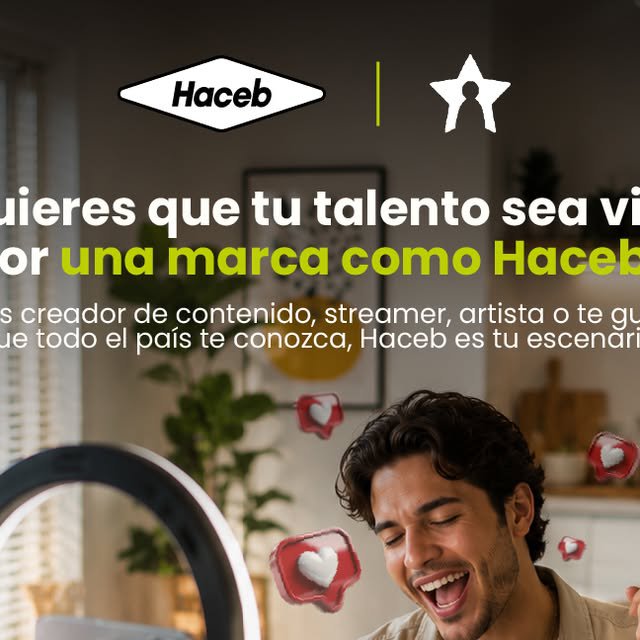 Haceb
uieres que tu talento sea vi
or una marca como Haceb
s creador de contenido, streamer, artista o te gu
ue todo el país te conozca, Haceb es tu escenari